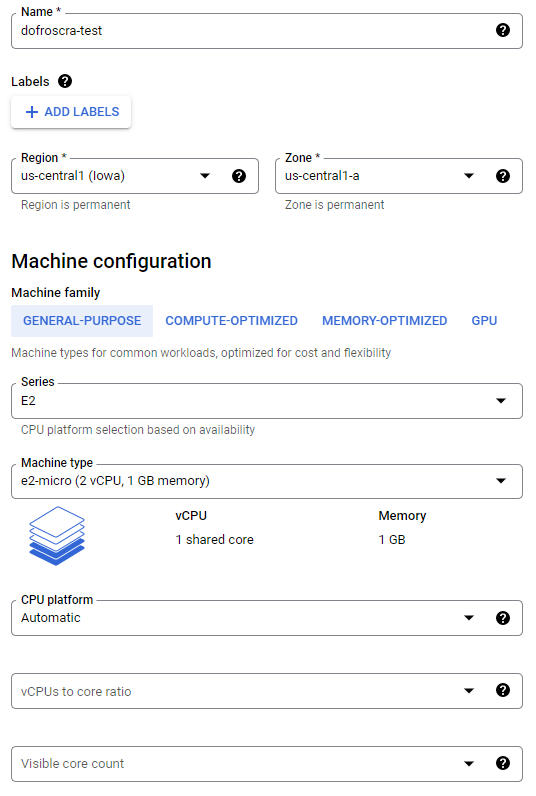 Name *
dofroscra-test
Labels
+ ADD LABELS
Region *
us-central1 (Iowa)
Region is permanent
Zone *
us-central1-a
Zone is permanent
Machine configuration
Machine family
GENERAL-PURPOSE COMPUTE-OPTIMIZED MEMORY-OPTIMIZED GPU
Machine types for common workloads, optimized for cost and flexibility
Series
E2
CPU platform selection based on availability
Machine type
e2-micro (2 vCPU, 1 GB memory)
vCPU
1 shared core
Memory
1 GB
CPU platform
Automatic
vCPUs to core ratio
Visible core count